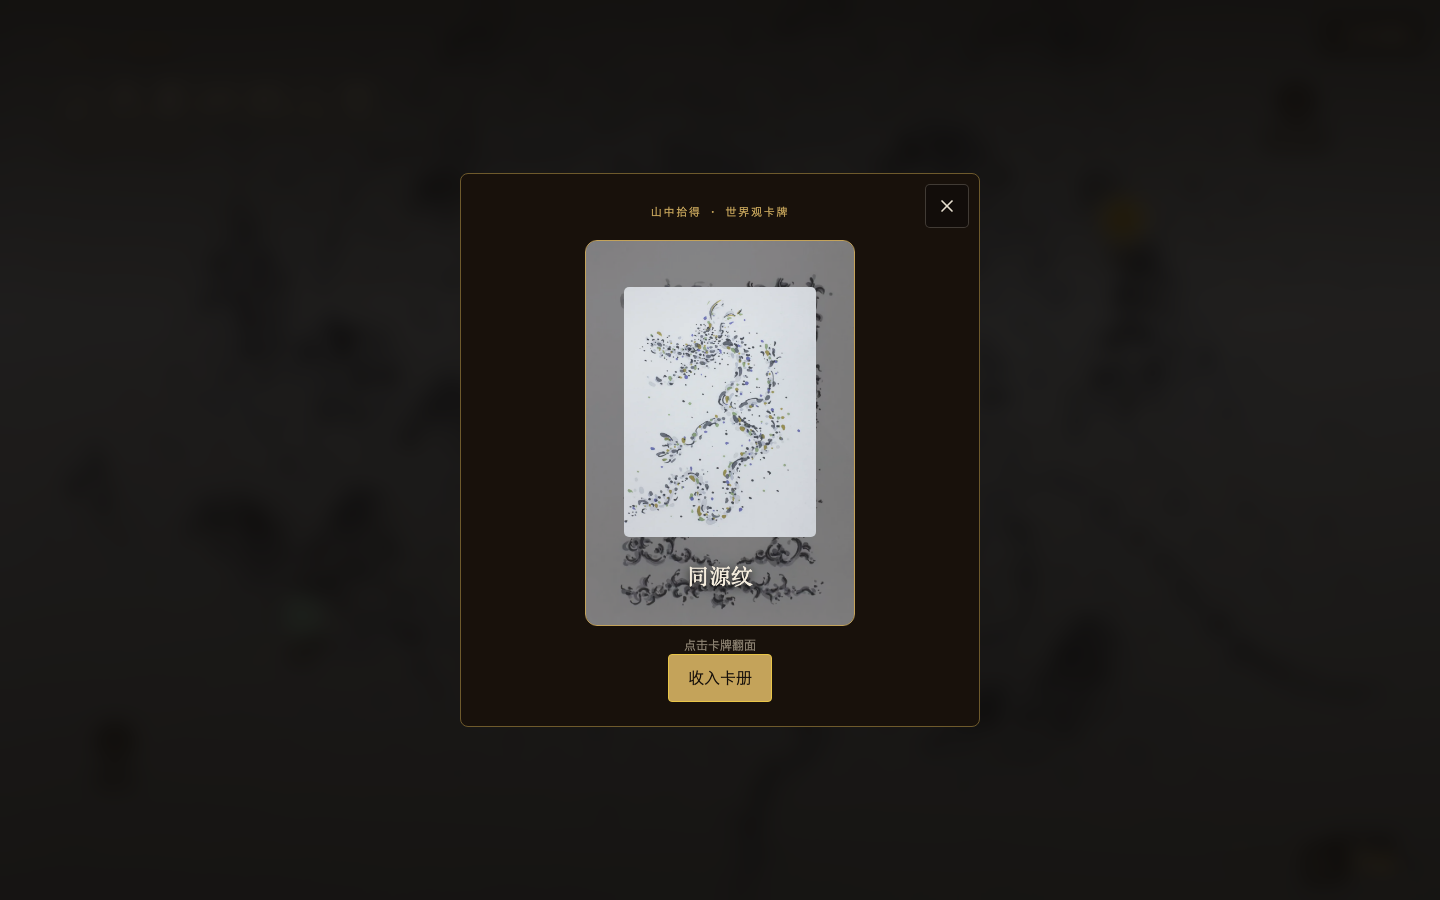 山中拾得 · 世界观卡牌
同源纹
点击卡牌翻面
收入卡册